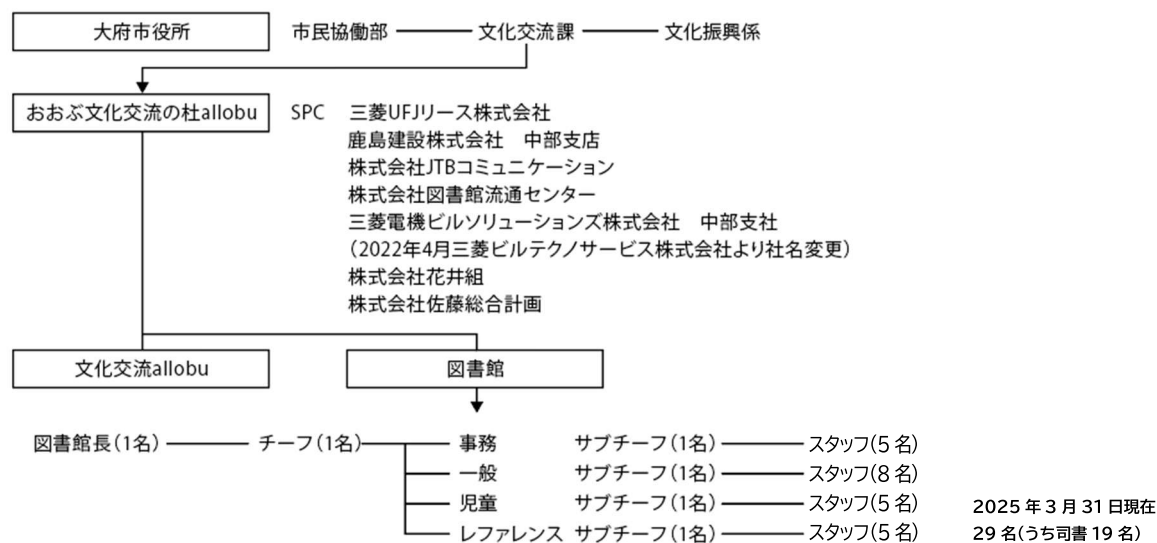 大府市役所 市民協働部 文化交流課 文化振興係
おおぶ文化交流の杜allobu SPC 三菱UFJリース株式会社
鹿島建設株式会社　中部支店
株式会社JTBコミュニケーション
株式会社図書館流通センター
三菱電機ビルソリューションズ株式会社　中部支社
（2022年4月三菱ビルテクノサービス株式会社より社名変更）
株式会社花井組
株式会社佐藤総合計画
文化交流allobu 図書館
図書館長（1名） チーフ（1名） 事務 サブチーフ（1名） スタッフ(5 名)
一般 サブチーフ（1名） スタッフ(8 名)
児童 サブチーフ（1名） スタッフ(5 名) 2025 年 3 月 31 日現在
レファレンス サブチーフ（1名） スタッフ(5 名) 29 名(うち司書 19 名)